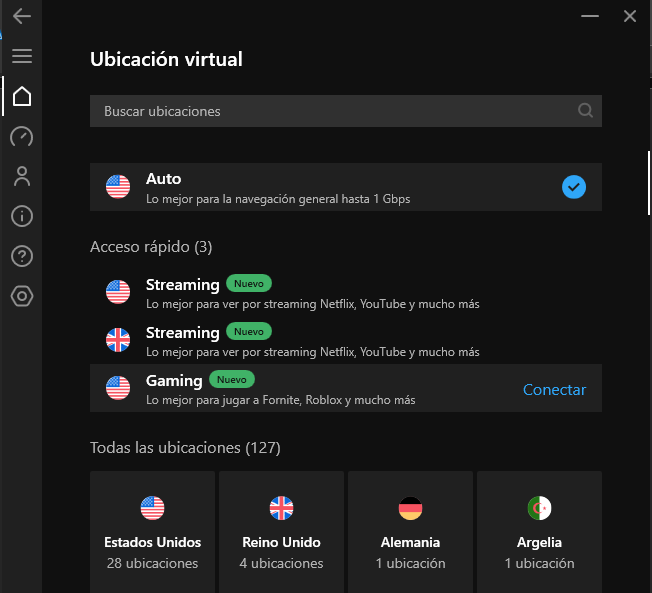 Ubicación virtual
Buscar ubicaciones
Auto
Lo mejor para la navegación general hasta 1 Gbps
Acceso rápido (3)
Streaming Nuevo
Lo mejor para ver por streaming Netflix, YouTube y mucho más
Streaming Nuevo
Lo mejor para ver por streaming Netflix, YouTube y mucho más
Gaming Nuevo
Lo mejor para jugar a Fornite, Roblox y mucho más
Conectar
Todas las ubicaciones (127)
Estados Unidos
28 ubicaciones
Reino Unido
4 ubicaciones
Alemania
1 ubicación
Argelia
1 ubicación